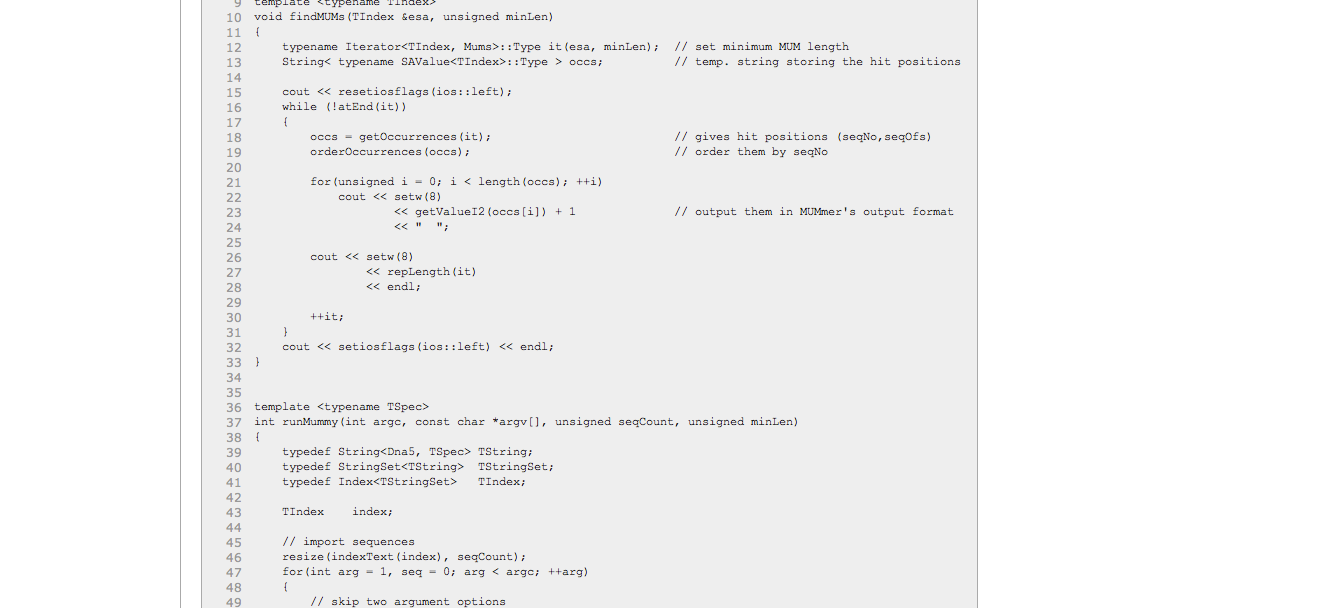 9 template <typename TIndex>
10 void findMUMs(TIndex &esa, unsigned minLen)
11 {
12     typename Iterator<TIndex, Mums>::Type it(esa, minLen);  // set minimum MUM length
13     String< typename SAValue<TIndex>::Type > occs;          // temp. string storing the hit positions
14
15     cout << resetiosflags(ios::left);
16     while (!atEnd(it))
17     {
18         occs = getOccurrences(it);                          // gives hit positions (seqNo,seqOfs)
19         orderOccurrences(occs);                             // order them by seqNo
20
21         for(unsigned i = 0; i < length(occs); ++i)
22             cout << setw(8)
23                     << getValueI2(occs[i]) + 1              // output them in MUMmer's output format
24                     << "  ";
25
26         cout << setw(8)
27                 << repLength(it)
28                 << endl;
29
30         ++it;
31     }
32     cout << setiosflags(ios::left) << endl;
33 }
34
35
36 template <typename TSpec>
37 int runMummy(int argc, const char *argv[], unsigned seqCount, unsigned minLen)
38 {
39     typedef String<Dna5, TSpec> TString;
40     typedef StringSet<TString>  TStringSet;
41     typedef Index<TStringSet>   TIndex;
42
43     TIndex    index;
44
45     // import sequences
46     resize(indexText(index), seqCount);
47     for(int arg = 1, seq = 0; arg < argc; ++arg)
48     {
49         // skip two argument options